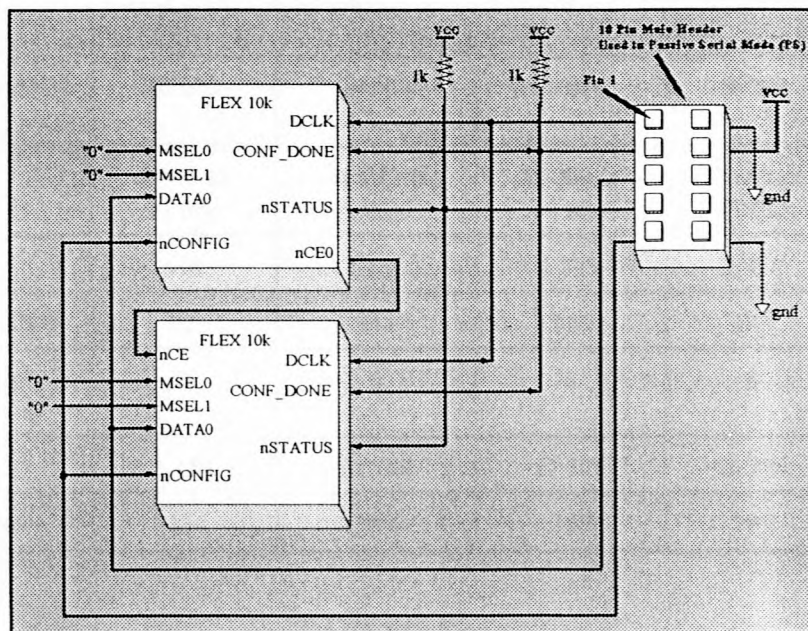 10 Pin Male Header
Used in Passive Serial Mode (PS)
Pin 1
vcc
vcc
vcc
1k
1k
FLEX 10k
DCLK
"0"
MSEL0
CONF_DONE
"0"
MSEL1
DATA0
nSTATUS
nCONFIG
nCE0
gnd
gnd
FLEX 10k
nCE
DCLK
"0"
MSEL0
CONF_DONE
"0"
MSEL1
DATA0
nSTATUS
nCONFIG